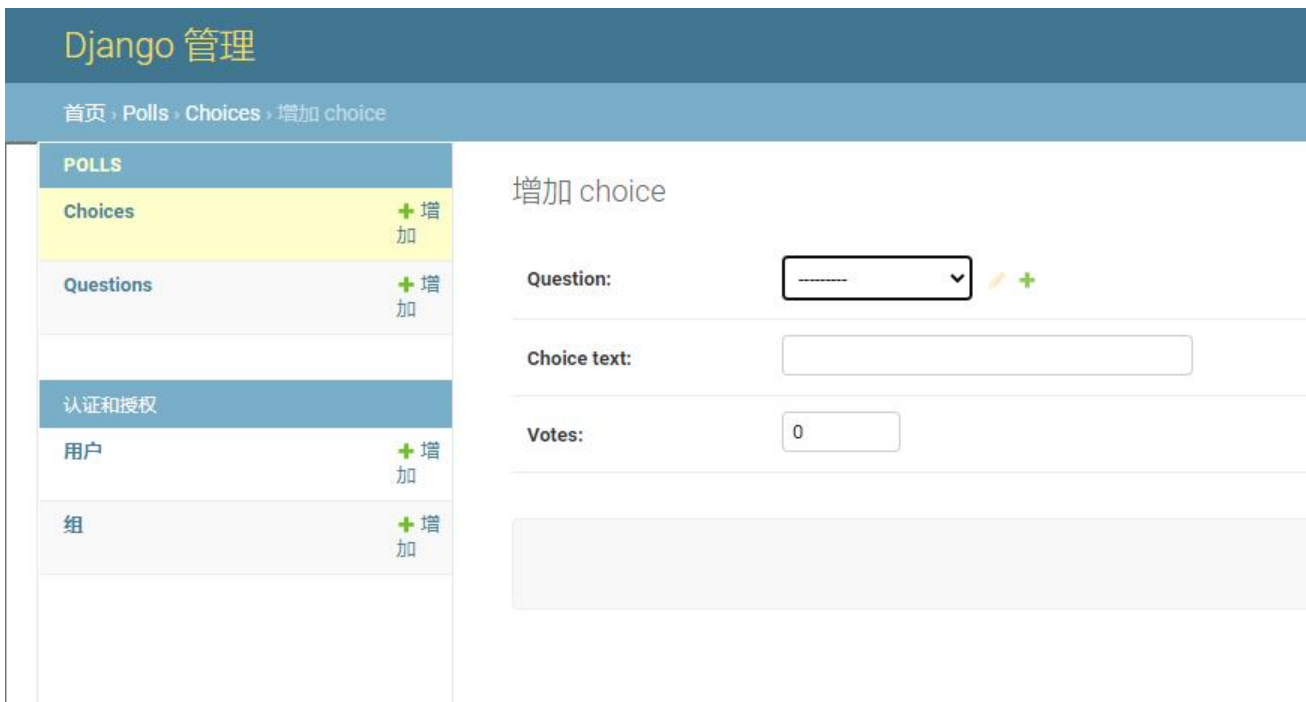 Django 管理
首页 › Polls › Choices › 增加 choice
POLLS
Choices
增
加
Questions
增
加
认证和授权
用户
增
加
组
增
加
增加 choice
Question:
---------
Choice text:
Votes:
0